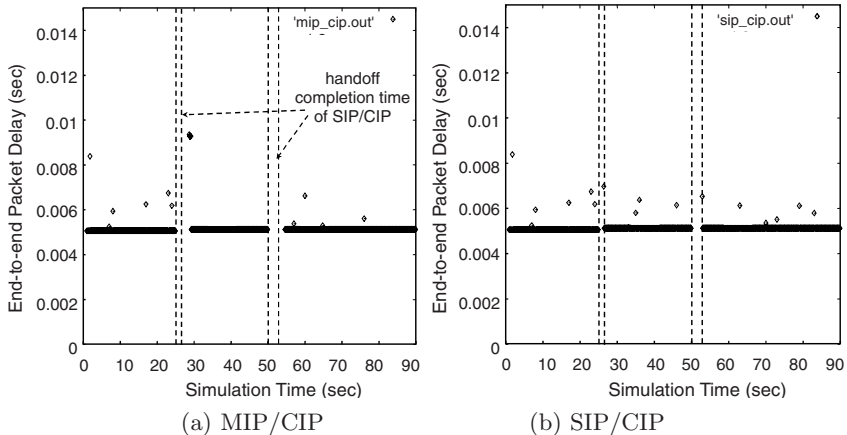 0.014
0.012
0.01
0.008
0.006
0.004
0.002
0
End-to-end Packet Delay (sec)
'mip_cip.out'
handoff
completion time
of SIP/CIP
0 10 20 30 40 50 60 70 80 90
Simulation Time (sec)
(a) MIP/CIP
0.014
0.012
0.01
0.008
0.006
0.004
0.002
0
End-to-end Packet Delay (sec)
'sip_cip.out'
0 10 20 30 40 50 60 70 80 90
Simulation Time (sec)
(b) SIP/CIP